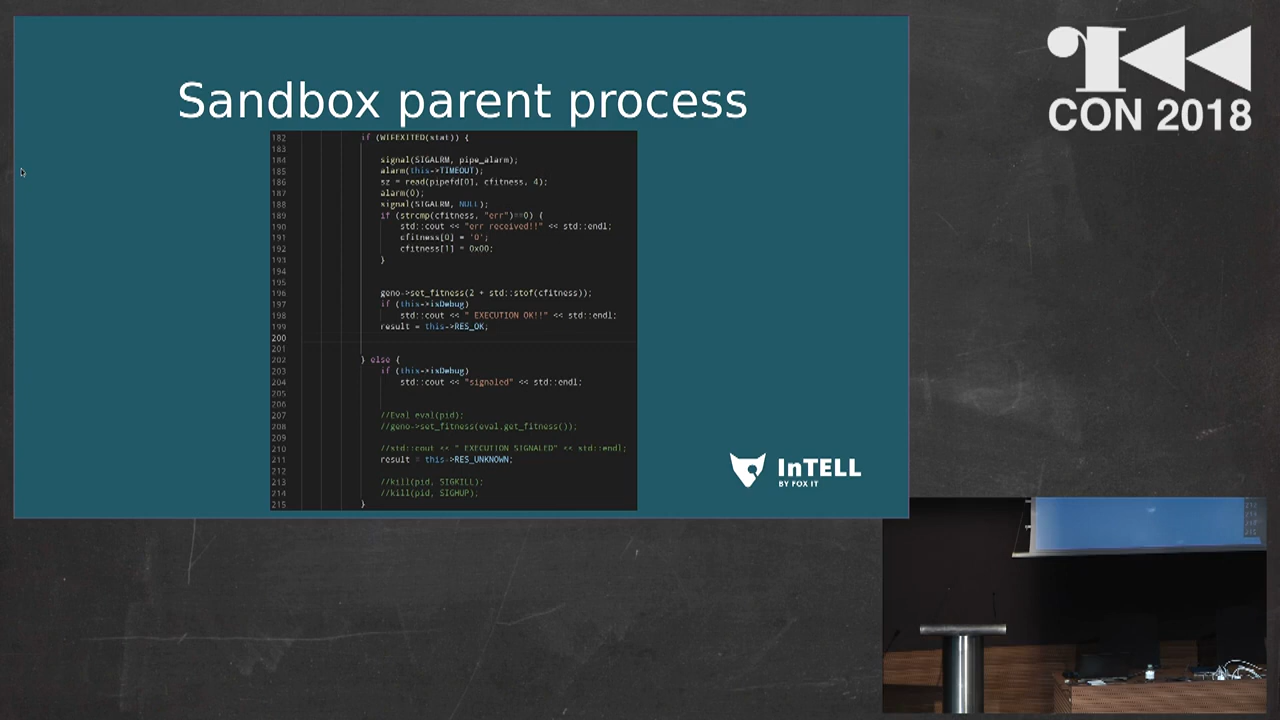 Sandbox parent process
182 if (WIFEXITED(stat)) {
183
184 signal(SIGALRM, pipe_alarm);
185 alarm(this->TIMEOUT);
186 sz = read(pipefd[0], cfitness, 4);
187 alarm(0);
188 signal(SIGALRM, NULL);
189 if (strcmp(cfitness, "err")==0) {
190 std::cout << "err received!!" << std::endl;
191 cfitness[0] = '0';
192 cfitness[1] = 0x00;
193 }
194
195
196 geno->set_fitness(2 + std::stof(cfitness));
197 if (this->isDebug)
198 std::cout << " EXECUTION OK!!" << std::endl;
199 result = this->RES_OK;
200
201
202 } else {
203 if (this->isDebug)
204 std::cout << "signaled" << std::endl;
205
206
207 //Eval eval(pid);
208 //geno->set_fitness(eval.get_fitness());
209
210 //std::cout << " EXECUTION SIGNALED" << std::endl;
211 result = this->RES_UNKNOWN;
212
213 //kill(pid, SIGKILL);
214 //kill(pid, SIGHUP);
215 }
InTELL
BY FOX IT
CON 2018